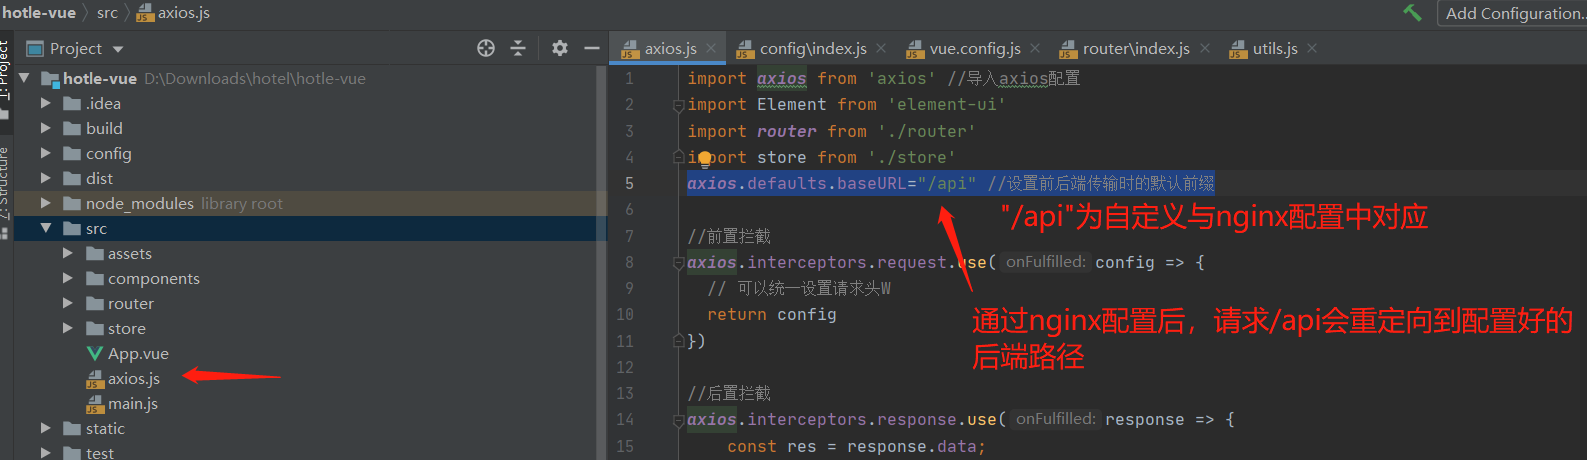 hotle-vue src axios.js
Add Configuration..
1: Project
Project
axios.js config\index.js vue.config.js router\index.js utils.js
hotle-vue D:\Downloads\hotel\hotle-vue
.idea
build
config
dist
node_modules library root
src
assets
components
router
store
App.vue
axios.js
main.js
static
test
7: Structure
1 import axios from 'axios' //导入axios配置
2 import Element from 'element-ui'
3 import router from './router'
4 import store from './store'
5 axios.defaults.baseURL="/api" //设置前后端传输时的默认前缀
6
7 //前置拦截
8 axios.interceptors.request.use( onFulfilled: config => {
9 // 可以统一设置请求头W
10 return config
11 })
12
13 //后置拦截
14 axios.interceptors.response.use( onFulfilled: response => {
15 const res = response.data;
"/api"为自定义与nginx配置中对应
通过nginx配置后，请求/api会重定向到配置好的
后端路径